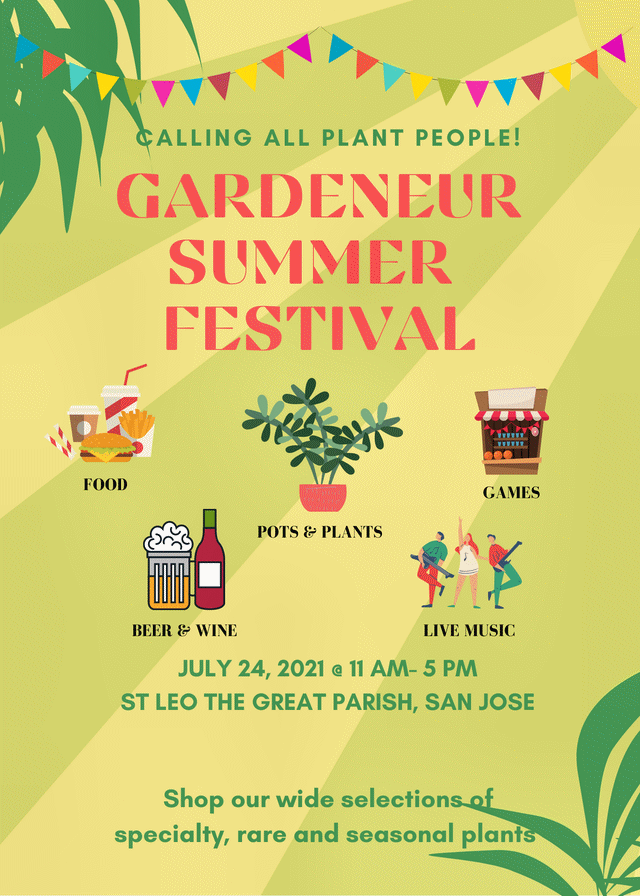 CALLING ALL PLANT PEOPLE!
GARDENEUR
SUMMER
FESTIVAL
FOOD
POTS & PLANTS
GAMES
BEER & WINE
LIVE MUSIC
JULY 24, 2021 @ 11 AM- 5 PM
ST LEO THE GREAT PARISH, SAN JOSE
Shop our wide selections of
specialty, rare and seasonal plants